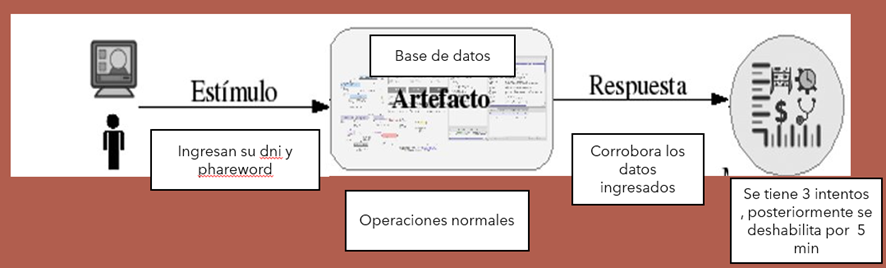 Base de datos
Estímulo
Artefacto
Respuesta
Ingresan su dni y
phareword
Corrobora los
datos
ingresados
Operaciones normales
Se tiene 3 intentos
, posteriormente se
deshabilita por 5
min